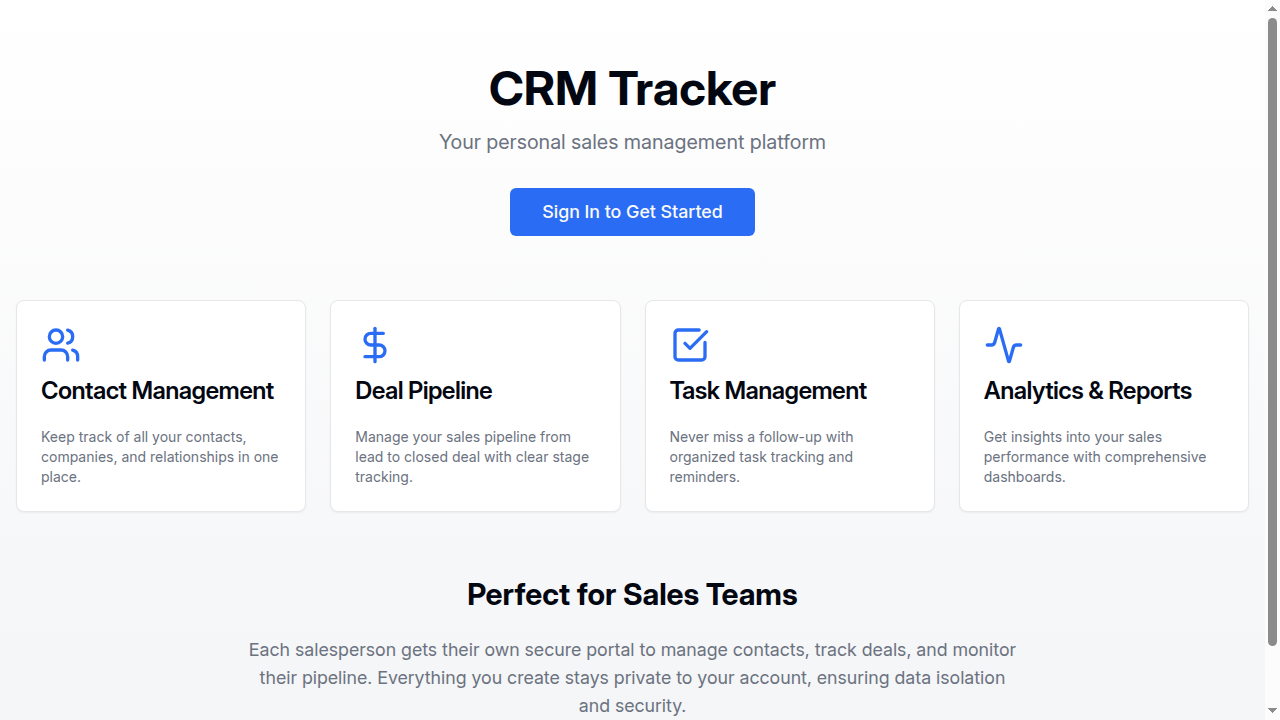 CRM Tracker
Your personal sales management platform
Sign In to Get Started
Contact Management
Keep track of all your contacts,
companies, and relationships in one
place.
Deal Pipeline
Manage your sales pipeline from
lead to closed deal with clear stage
tracking.
Task Management
Never miss a follow-up with
organized task tracking and
reminders.
Analytics & Reports
Get insights into your sales
performance with comprehensive
dashboards.
Perfect for Sales Teams
Each salesperson gets their own secure portal to manage contacts, track deals, and monitor
their pipeline. Everything you create stays private to your account, ensuring data isolation
and security.